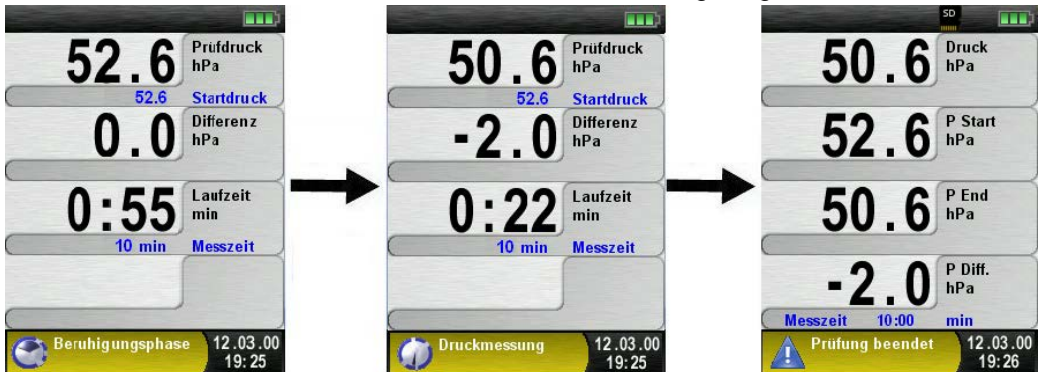 52.6 Prüfdruck
hPa
52.6 Startdruck
0.0 Differenz
hPa
0:55 Laufzeit
min
10 min Messzeit
Beruhigungsphase 12.03.00
19:25
50.6 Prüfdruck
hPa
52.6 Startdruck
-2.0 Differenz
hPa
0:22 Laufzeit
min
10 min Messzeit
Druckmessung 12.03.00
19:25
SD
50.6 Druck
hPa
52.6 P Start
hPa
50.6 P End
hPa
-2.0 P Diff.
hPa
Messzeit 10:00 min
Prüfung beendet 12.03.00
19:26